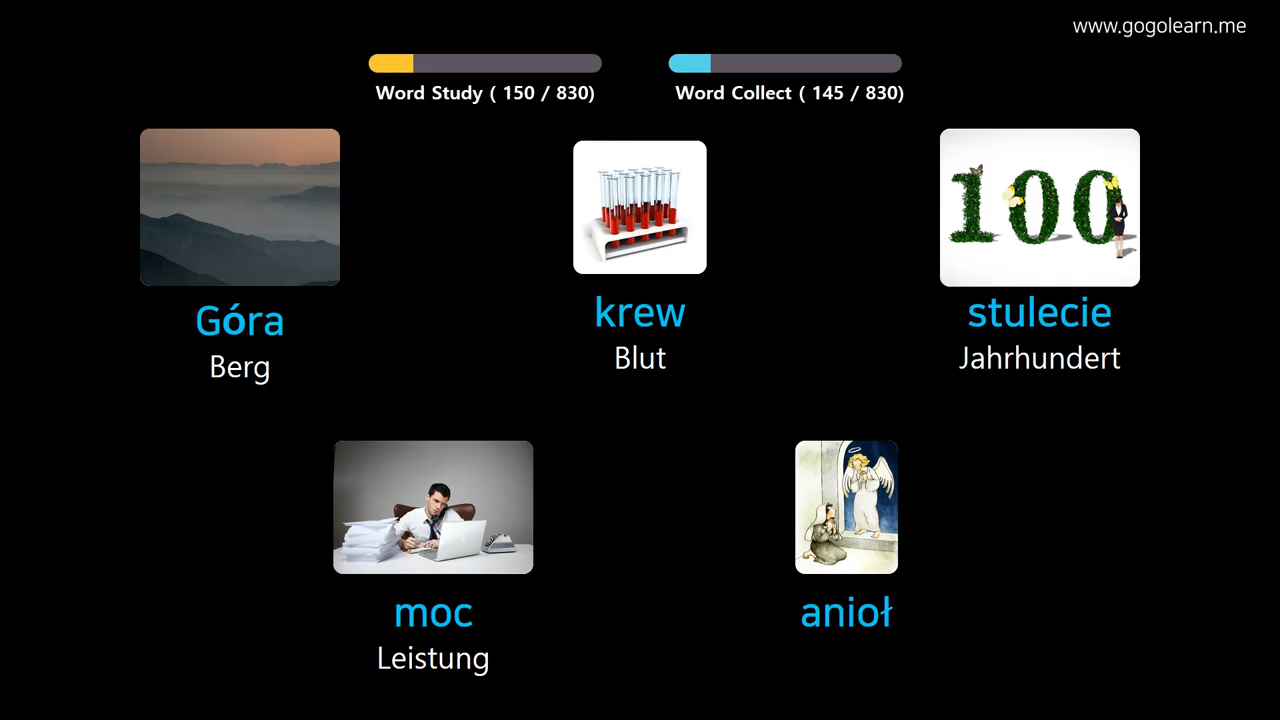 www.gogolearn.me
Word Study ( 150 / 830)
Word Collect ( 145 / 830)
Góra
Berg
krew
Blut
100
stulecie
Jahrhundert
moc
Leistung
anioł